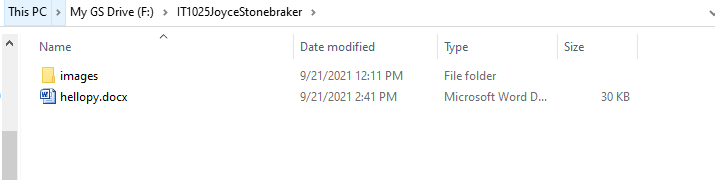 This PC > My GS Drive (F:) > IT1025JoyceStonebraker >
Name Date modified Type Size
images 9/21/2021 12:11 PM File folder
hellopy.docx 9/21/2021 2:41 PM Microsoft Word D... 30 KB